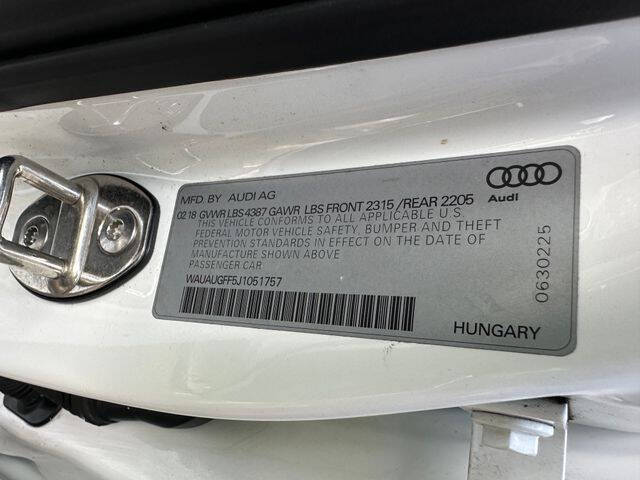 MFD. BY AUDI AG
0218 GVWR LBS 4387 GAWR LBS FRONT 2315 / REAR 2205
THIS VEHICLE CONFORMS TO ALL APPLICABLE U.S.
FEDERAL MOTOR VEHICLE SAFETY, BUMPER AND THEFT
PREVENTION STANDARDS IN EFFECT ON THE DATE OF
MANUFACTURE SHOWN ABOVE
PASSENGER CAR
WAUAUGFF5J1051757
Audi
0630225
HUNGARY